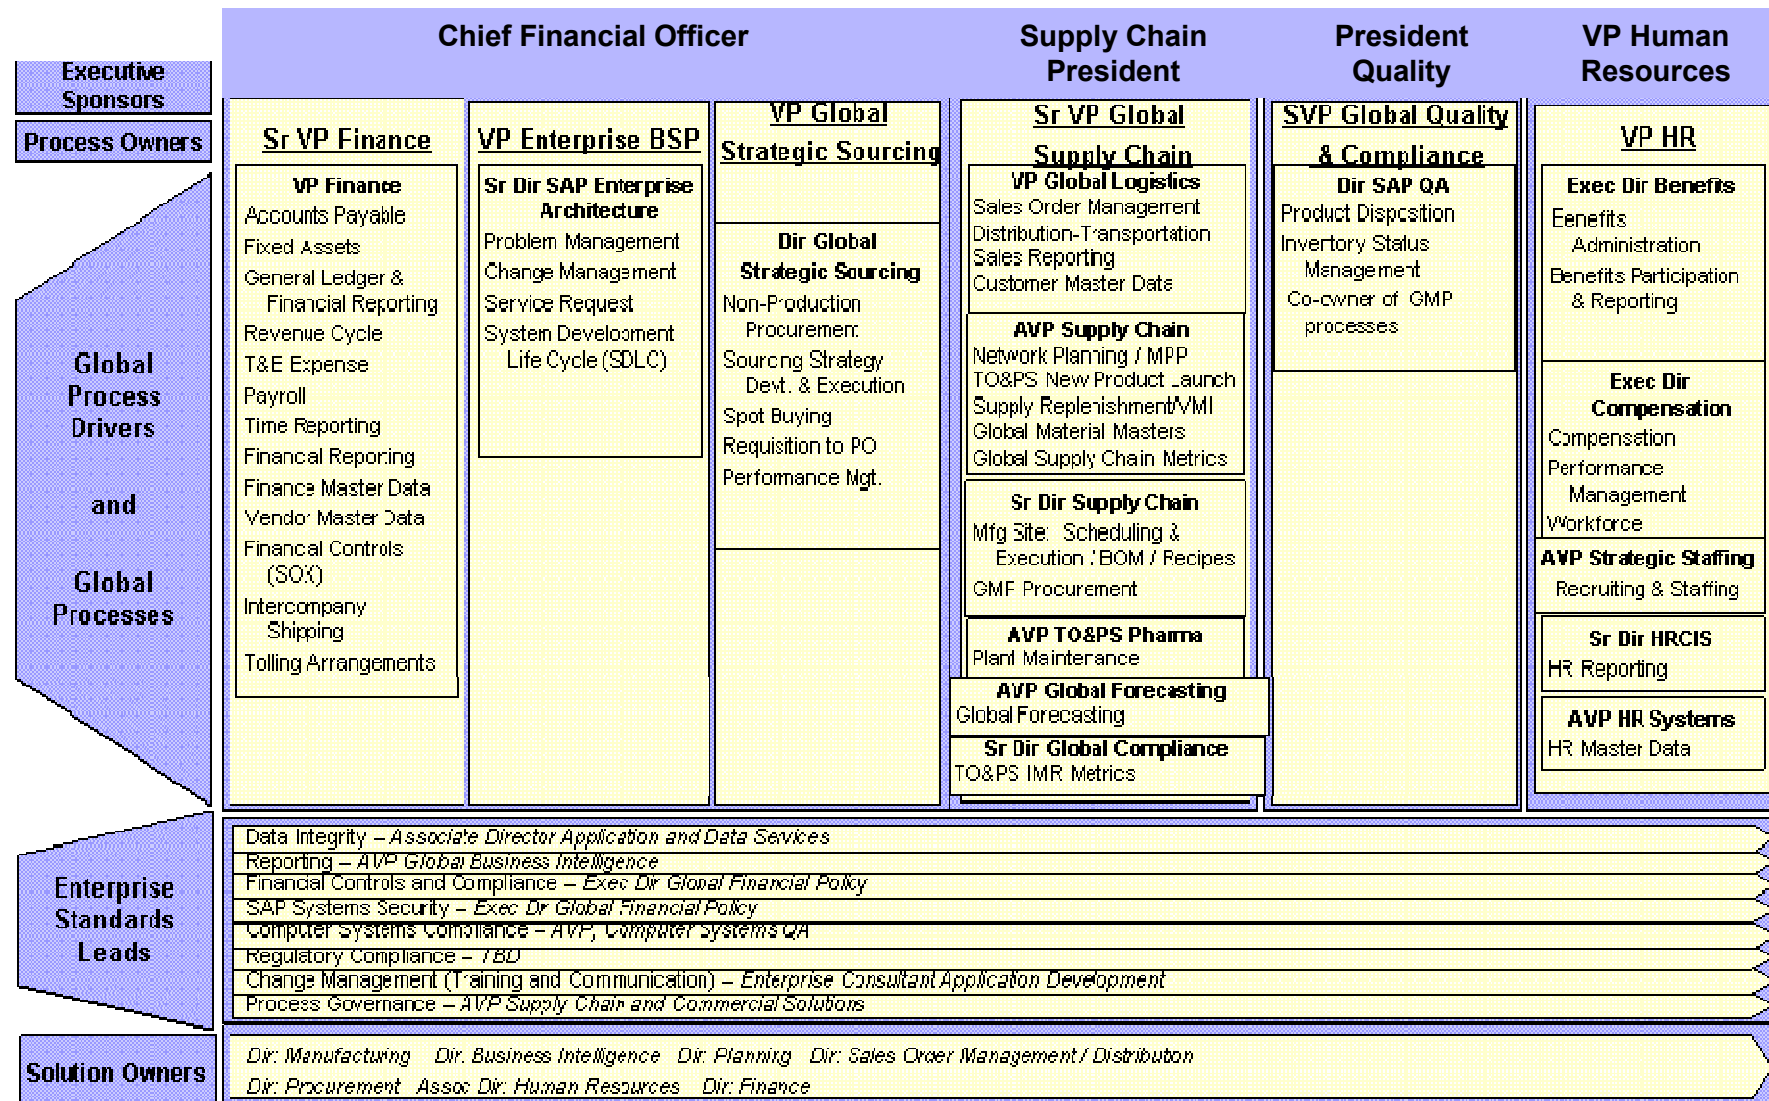 Chief Financial Officer
Supply Chain
President
President
Quality
VP Human
Resources
Executive
Sponsors
Process Owners
Sr VP Finance
VP Enterprise BSP
VP Global
Strategic Sourcing
Sr VP Global
Supply Chain
SVP Global Quality
& Compliance
VP HR
Global
Process
Drivers
and
Global
Processes
VP Finance
Accounts Payable
Fixed Assets
General Ledger &
Financial Reporting
Revenue Cycle
T&E Expense
Payroll
Time Reporting
Financial Reporting
Finance Master Data
Vendor Master Data
Financial Controls
(SOX)
Intercompany
Shipping
Tolling Arrangements
Sr Dir SAP Enterprise
Architecture
Problem Management
Change Management
Service Request
System Development
Life Cycle (SDLC)
Dir Global
Strategic Sourcing
Non-Production
Procurement
Sourcing Strategy
Devt. & Execution
Spot Buying
Requisition to PO
Performance Mgt.
VP Global Logistics
Sales Order Management
Distribution-Transportation
Sales Reporting
Customer Master Data
AVP Supply Chain
Network Planning / MPP
TO&PS New Product Launch
Supply Replenishment/VMI
Global Material Masters
Global Supply Chain Metrics
Sr Dir Supply Chain
Mfg Site: Scheduling &
Execution / BOM / Recipes
GMP Procurement
AVP TO&PS Pharma
Plant Maintenance
AVP Global Forecasting
Global Forecasting
Sr Dir Global Compliance
TO&PS IMR Metrics
Dir SAP QA
Product Disposition
Inventory Status
Management
Co-owner of GMP
processes
Exec Dir Benefits
Benefits
Administration
Benefits Participation
& Reporting
Exec Dir
Compensation
Compensation
Performance
Management
Workforce
AVP Strategic Staffing
Recruiting & Staffing
Sr Dir HRCIS
HR Reporting
AVP HR Systems
HR Master Data
Enterprise
Standards
Leads
Data Integrity – Associate Director Application and Data Services
Reporting – AVP Global Business Intelligence
Financial Controls and Compliance – Exec Dir Global Financial Policy
SAP Systems Security – Exec Dir Global Financial Policy
Computer Systems Compliance – AVP, Computer Systems QA
Regulatory Compliance – TBD
Change Management (Training and Communication) – Enterprise Consultant Application Development
Process Governance – AVP Supply Chain and Commercial Solutions
Solution Owners
Dir: Manufacturing Dir. Business Intelligence Dir: Planning Dir: Sales Order Management / Distribution
Dir: Procurement Assoc Dir: Human Resources Dir: Finance